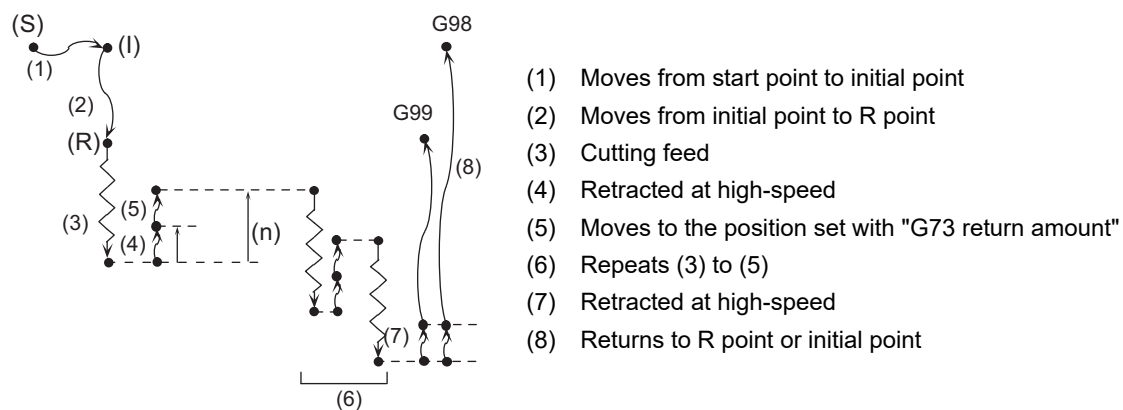 (S)
(I)
(1)
(2)
(R)
(3)
(5)
(4)
(n)
(6)
(7)
G99
G98
(8)
(1) Moves from start point to initial point
(2) Moves from initial point to R point
(3) Cutting feed
(4) Retracted at high-speed
(5) Moves to the position set with "G73 return amount"
(6) Repeats (3) to (5)
(7) Retracted at high-speed
(8) Returns to R point or initial point